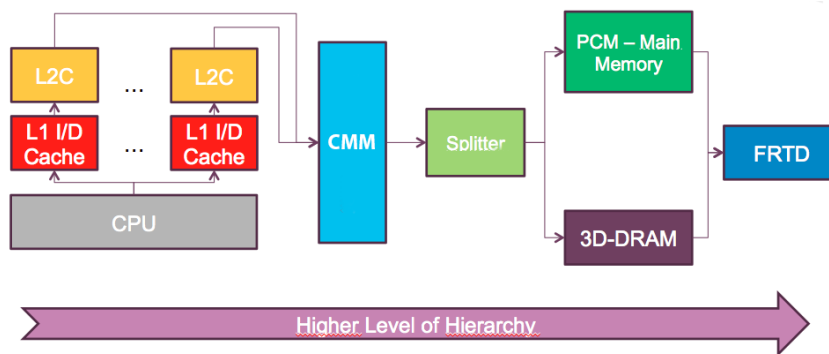 L2C
...
L2C
L1 I/D
Cache
...
L1 I/D
Cache
CPU
CMM
Splitter
PCM – Main
Memory
3D-DRAM
FRTD
Higher Level of Hierarchy